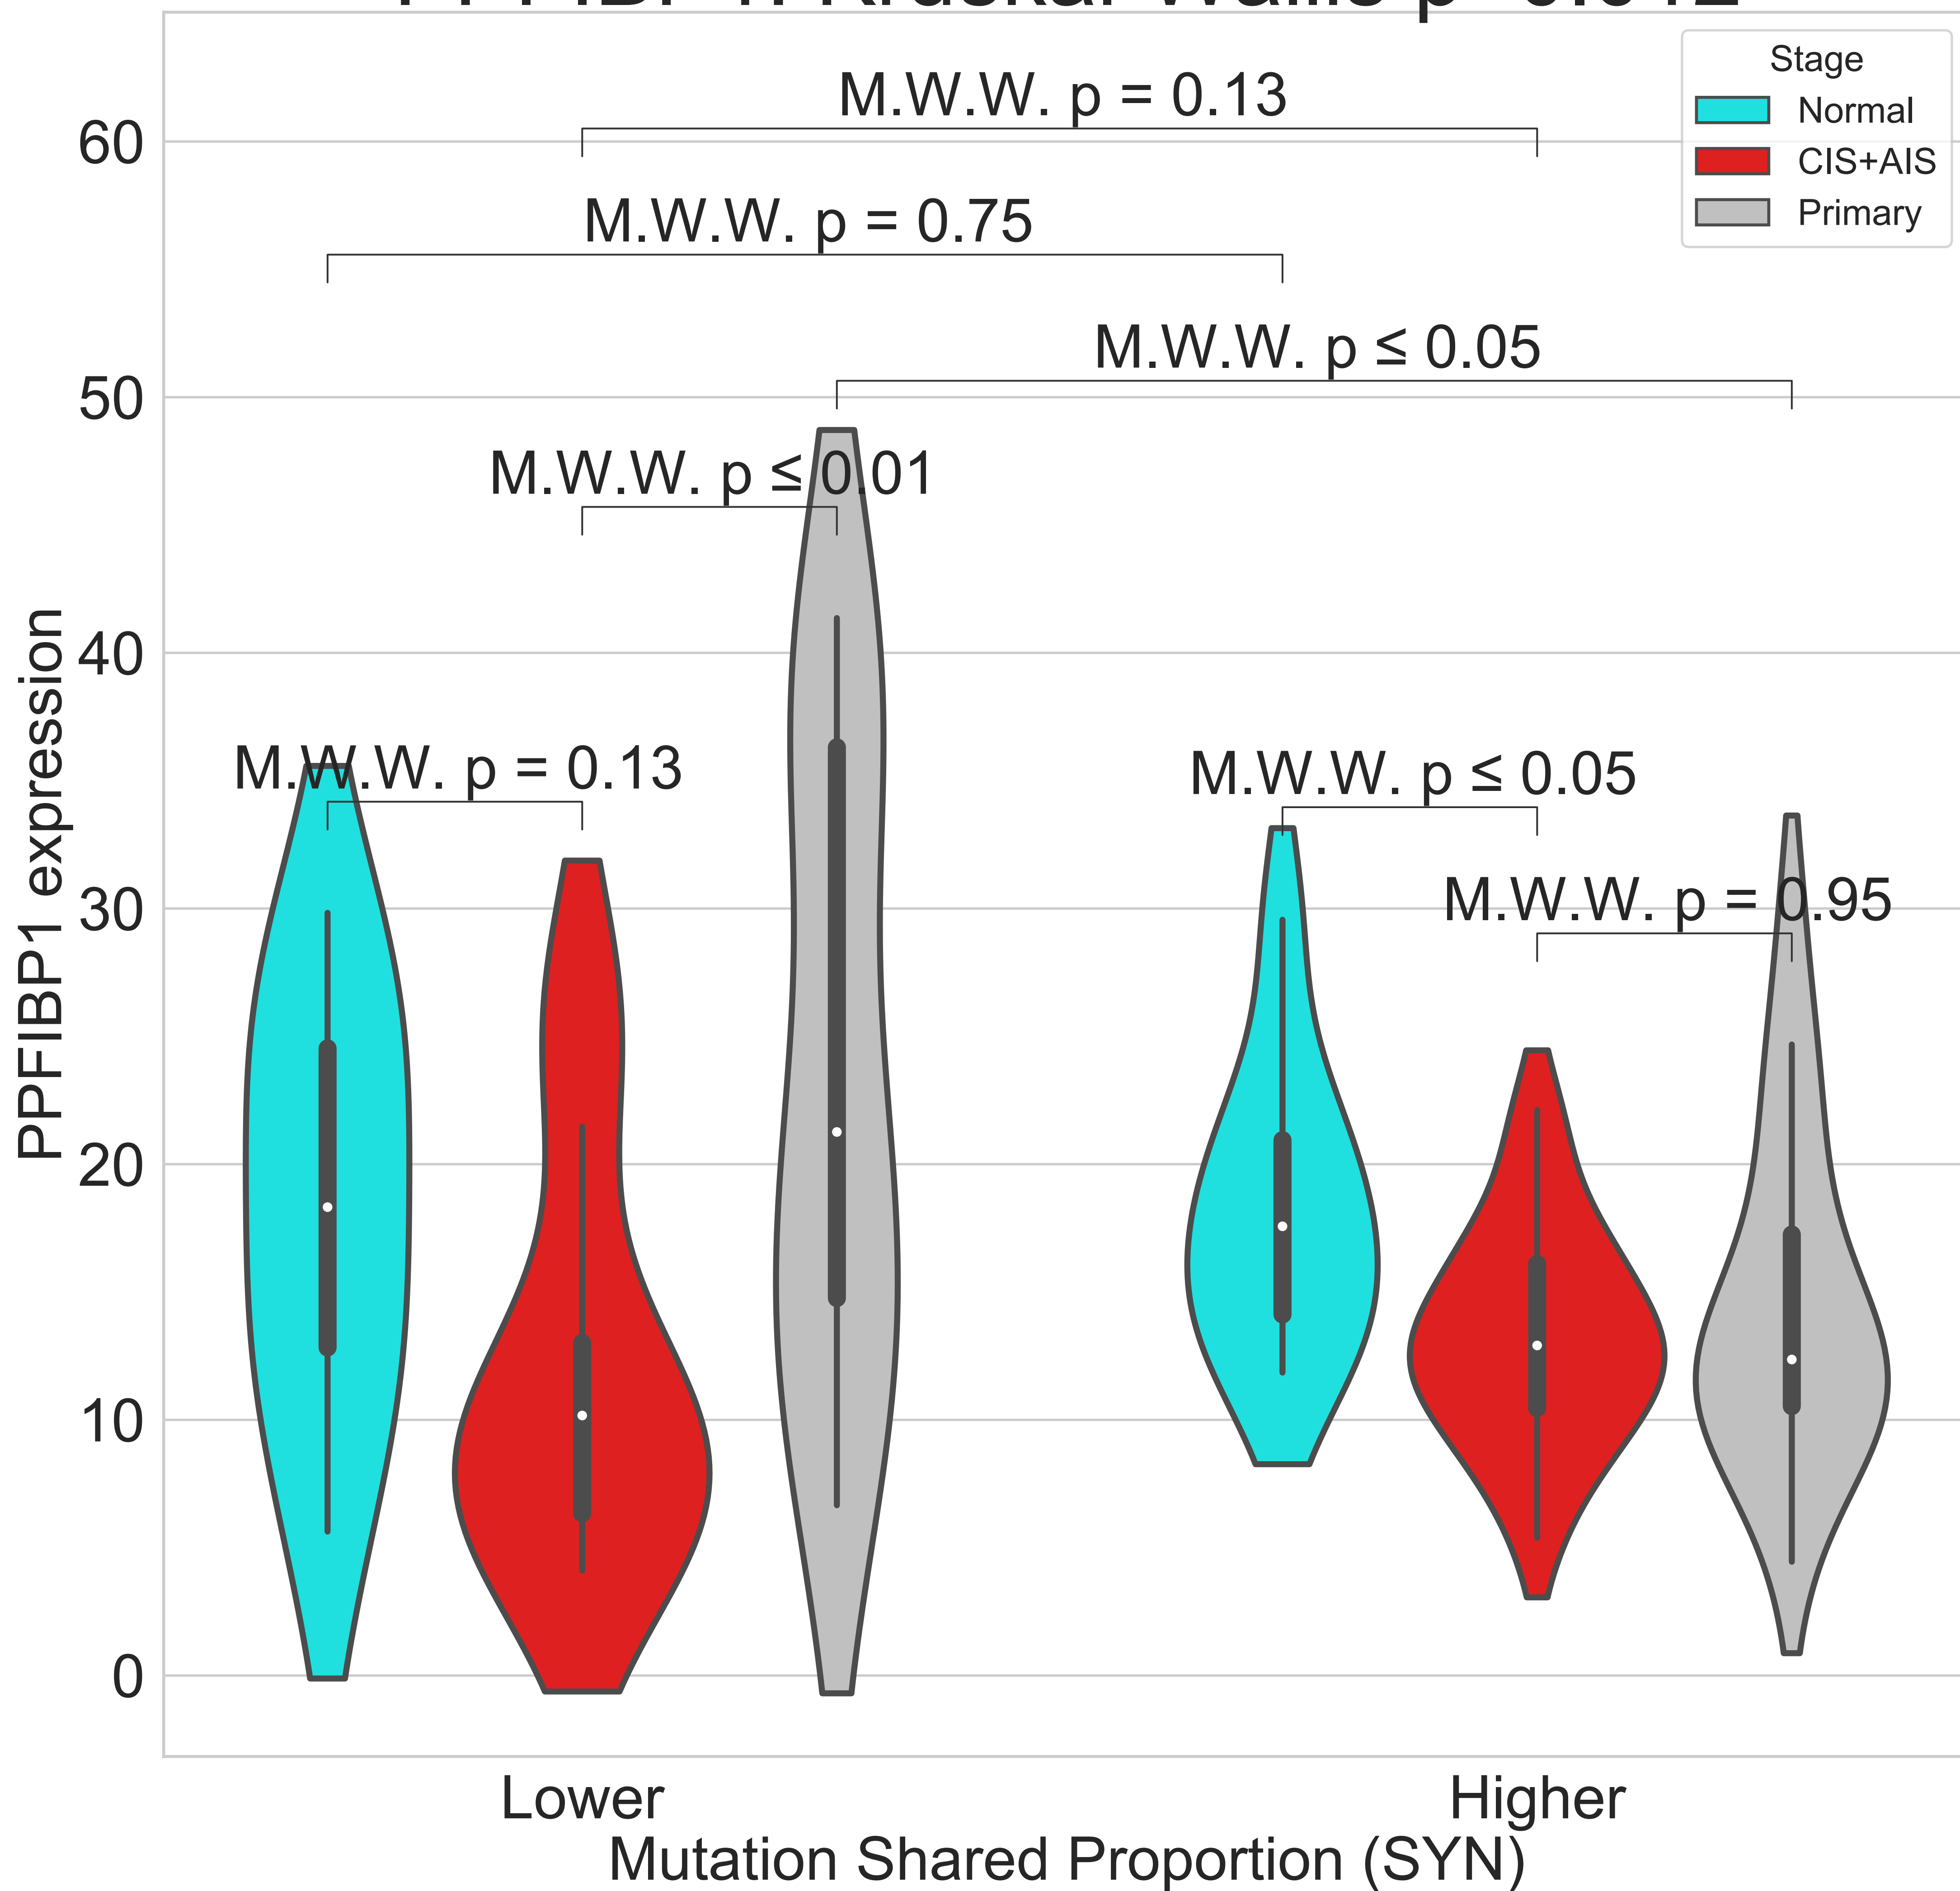 Stage
Normal
CIS+AIS
Primary
M.W.W. p = 0.13
M.W.W. p = 0.75
M.W.W. p ≤ 0.05
M.W.W. p ≤ 0.01
M.W.W. p = 0.13
M.W.W. p ≤ 0.05
M.W.W. p = 0.95
60
50
40
30
20
10
0
PPFIBP1 expression
Lower
Higher
Mutation Shared Proportion (SYN)